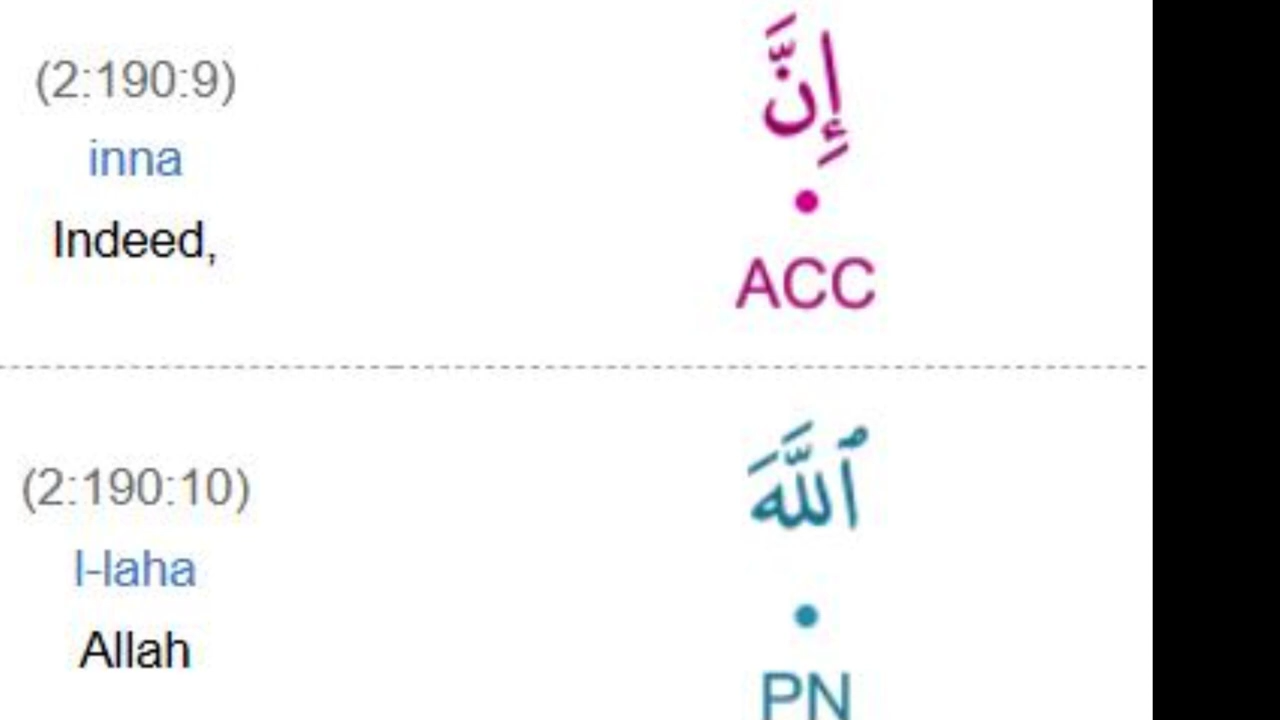 (2:190:9)
إِنَّ
inna
Indeed,
ACC
(2:190:10)
ٱللَّهَ
l-laha
Allah
PN